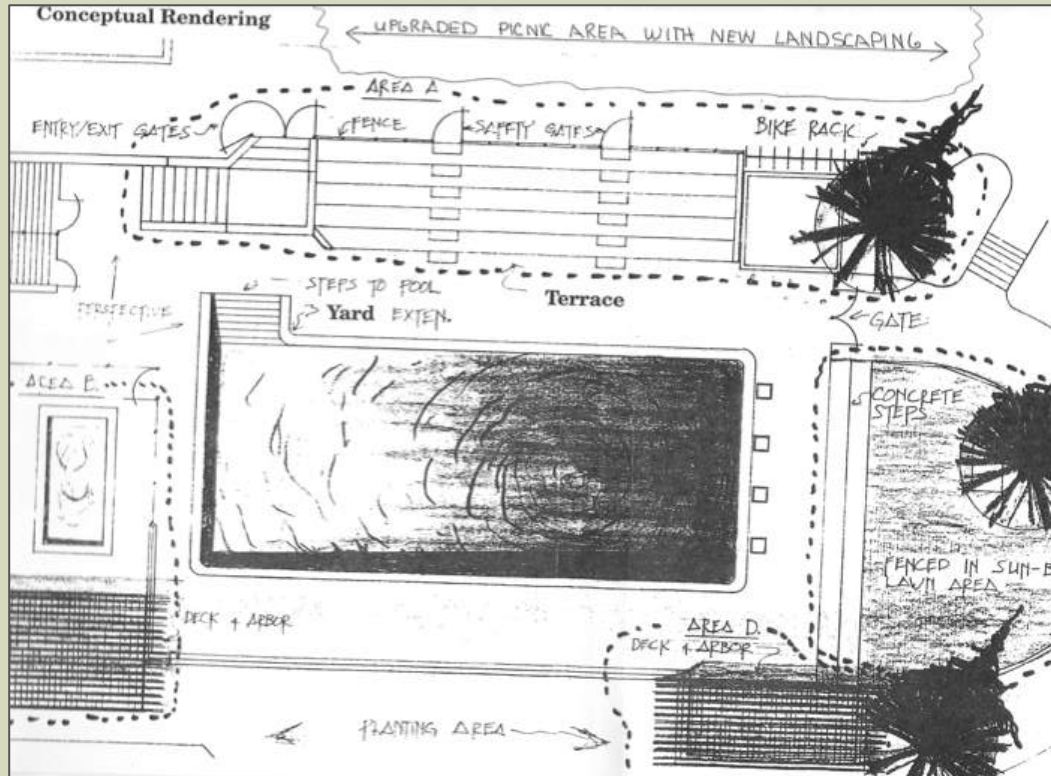 Conceptual Rendering
UPGRADED PICNIC AREA WITH NEW LANDSCAPING
AREA A
ENTRY/EXIT GATES
FENCE
SAFETY GATES
BIKE RACK
STEPS TO POOL
Terrace
Yard EXTEN.
PERSPECTIVE
GATE
AREA B.
CONCRETE
STEPS
FENCED IN SUN-B
LAWN AREA
DECK & ARBOR
AREA D.
DECK & ARBOR
PLANTING AREA